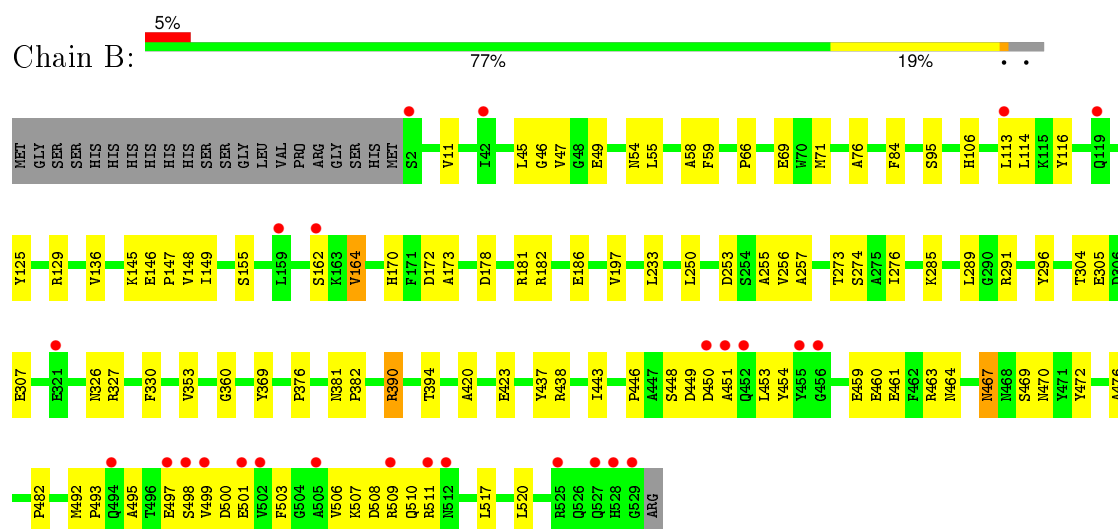 5%
Chain B:
77%
19%
MET GLY SER SER HIS HIS HIS HIS HIS HIS SER SER GLY LEU VAL PRO ARG GLY SER HIS MET S2 V11 I42 L45 G46 V47 G48 E49 N54 L55 A58 F59 P66 E69 W70 M71 A76 F84 S95 H106 L113 L114 K115 Y116 Q119
Y125 R129 V136 K145 E146 P147 V148 I149 S155 L159 S162 K163 V164 H170 F171 D172 A173 D178 R181 R182 E186 V197 L233 L250 D253 S254 A255 V256 A257 T273 S274 A275 I276 K285 L289 G290 R291 Y296 T304 E305 D306
E307 E321 N326 R327 F330 V353 G360 Y369 P376 N381 P382 R390 T394 A420 E423 Y437 R438 I443 P446 A447 S448 D449 D450 A451 Q452 L453 Y454 Y455 G456 E459 E460 E461 F462 R463 N464 N467 N468 S469 N470 Y471 Y472 A476
P482 M492 P493 Q494 A495 T496 E497 S498 V499 D500 E501 V502 F503 G504 A505 V506 K507 D508 R509 Q510 R511 N512 L517 L520 R525 Q526 Q527 H528 G529 ARG